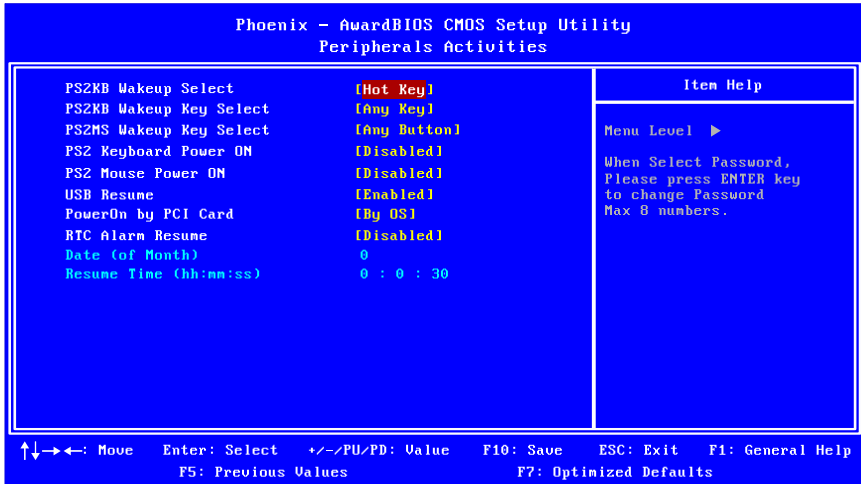 Phoenix – AwardBIOS CMOS Setup Utility
Peripherals Activities
PS2KB Wakeup Select [Hot Key]
PS2KB Wakeup Key Select [Any Key]
PS2MS Wakeup Key Select [Any Button]
PS2 Keyboard Power ON [Disabled]
PS2 Mouse Power ON [Disabled]
USB Resume [Enabled]
PowerOn by PCI Card [By OS]
RTC Alarm Resume [Disabled]
Date (of Month) 0
Resume Time (hh:mm:ss) 0 : 0 : 30
Item Help
Menu Level ▶
When Select Password,
Please press ENTER key
to change Password
Max 8 numbers.
↑↓→←: Move Enter: Select +/-/PU/PD: Value F10: Save ESC: Exit F1: General Help
F5: Previous Values F7: Optimized Defaults